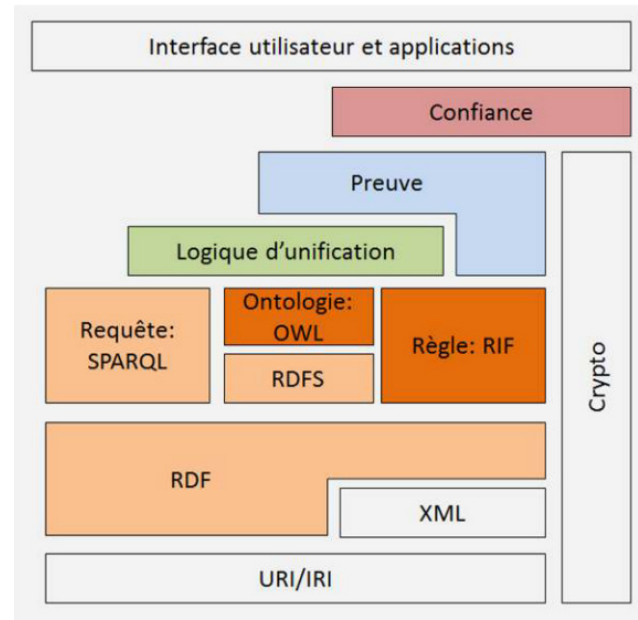 Interface utilisateur et applications
Confiance
Preuve
Logique d’unification
Requête:
SPARQL
Ontologie:
OWL
RDFS
Règle: RIF
Crypto
RDF
XML
URI/IRI